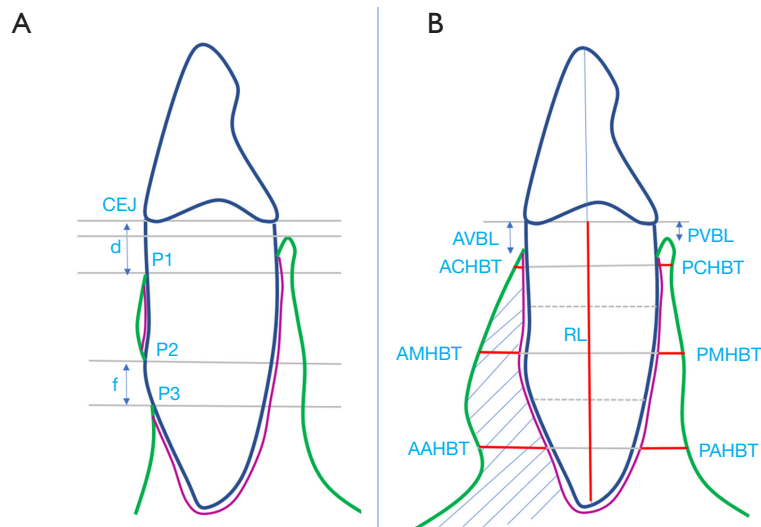 A
B
CEJ
d
P1
P2
f
P3
AVBL
PVBL
ACHBT
PCHBT
RL
AMHBT
PMHBT
AAHBT
PAHBT